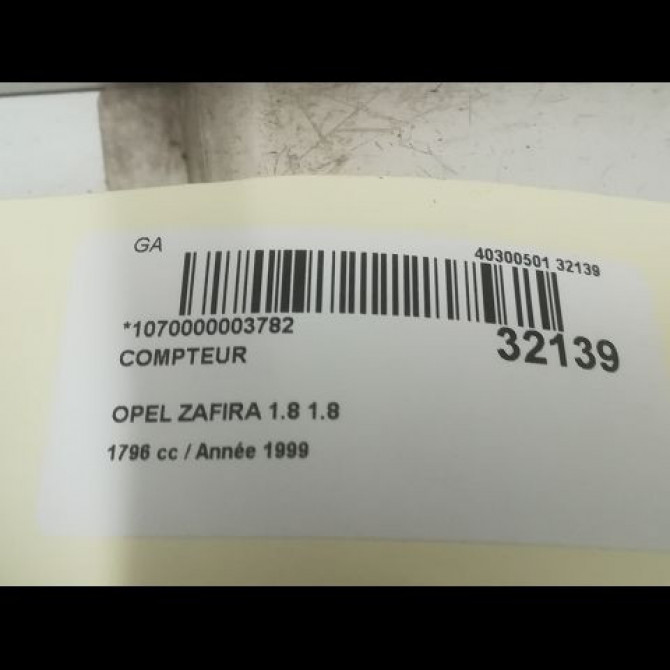 GA
40300501 32139
*1070000003782
32139
COMPTEUR
OPEL ZAFIRA 1.8 1.8
1796 cc / Année 1999